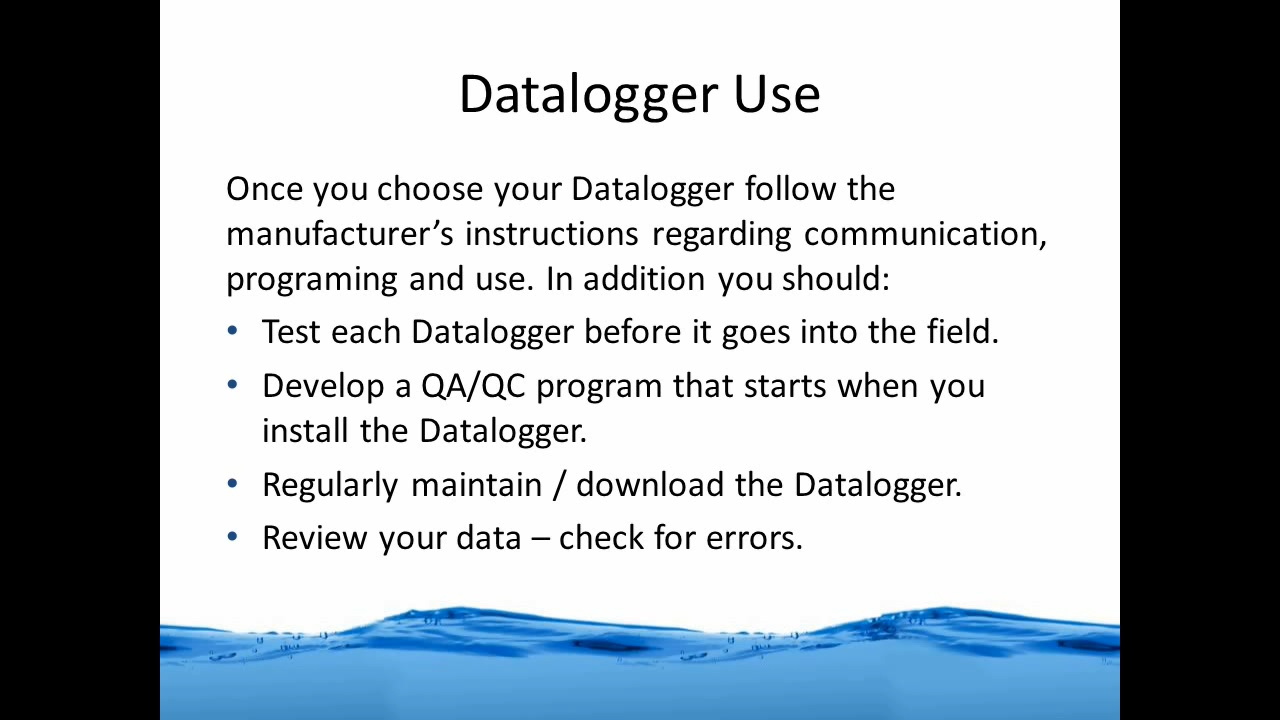 Datalogger Use
Once you choose your Datalogger follow the
manufacturer’s instructions regarding communication,
programing and use. In addition you should:
• Test each Datalogger before it goes into the field.
• Develop a QA/QC program that starts when you
install the Datalogger.
• Regularly maintain / download the Datalogger.
• Review your data – check for errors.